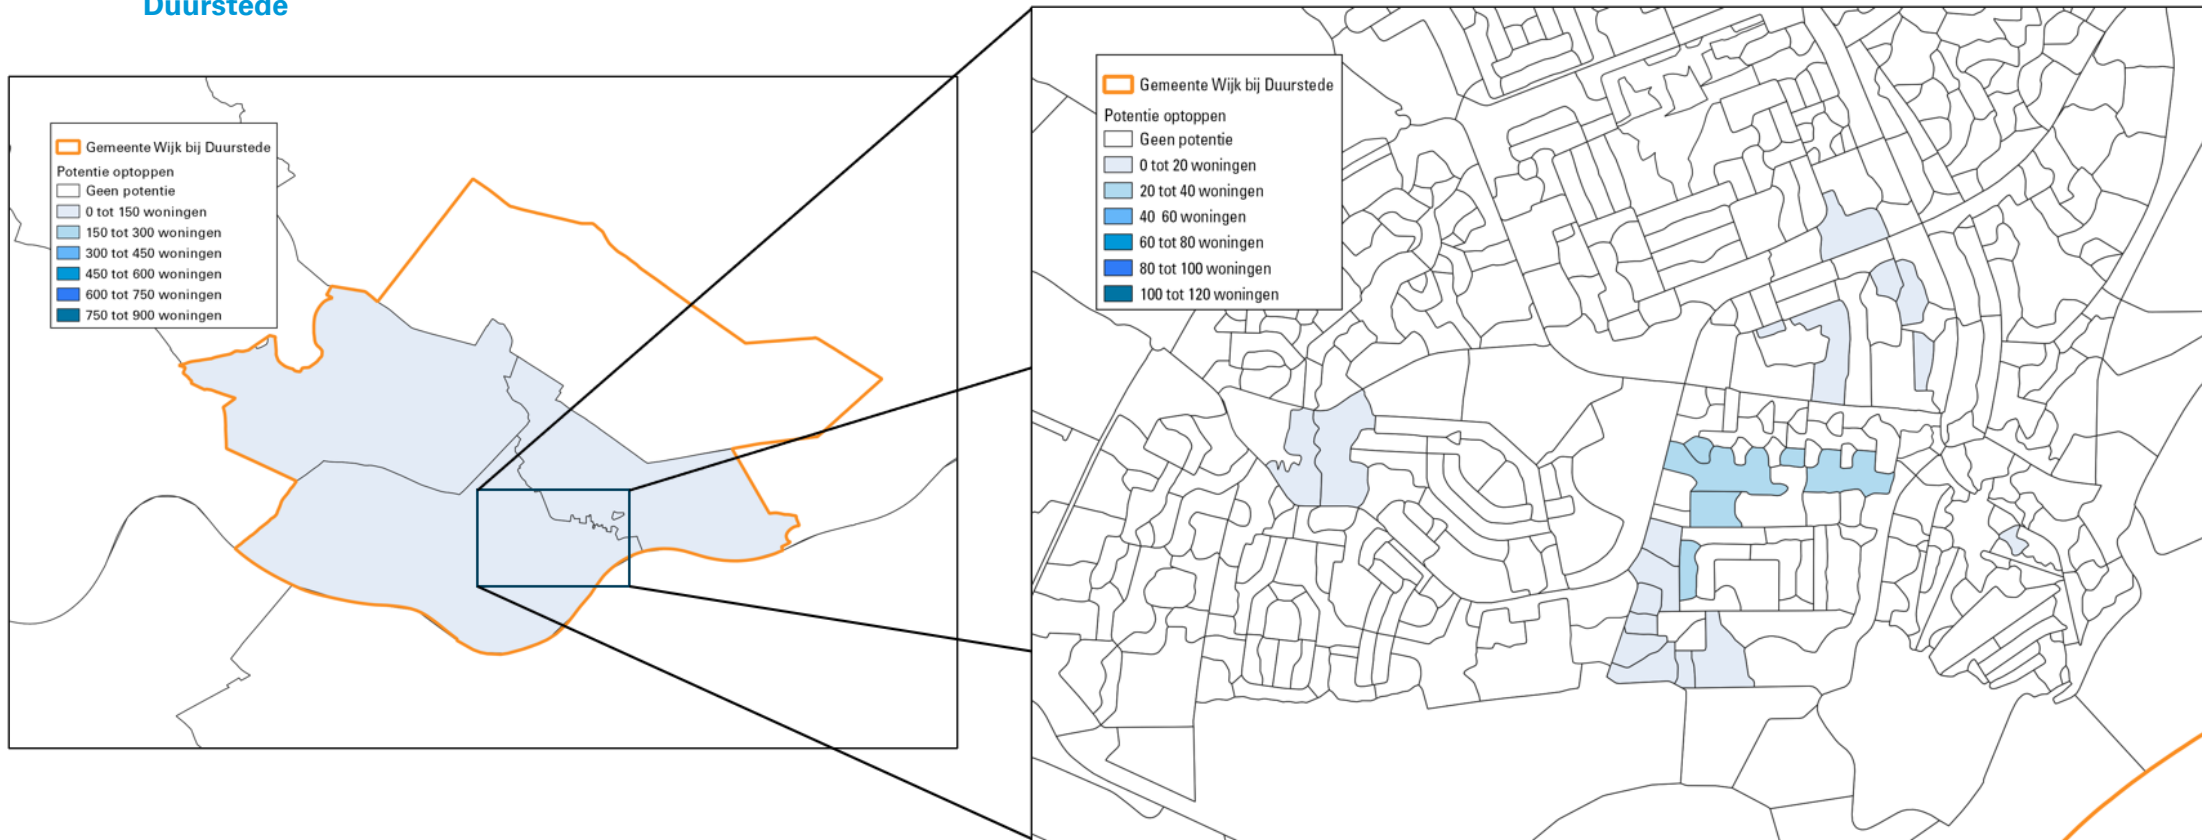 Duurstede
Gemeente Wijk bij Duurstede
Potentie optoppen
Geen potentie
0 tot 150 woningen
150 tot 300 woningen
300 tot 450 woningen
450 tot 600 woningen
600 tot 750 woningen
750 tot 900 woningen
Gemeente Wijk bij Duurstede
Potentie optoppen
Geen potentie
0 tot 20 woningen
20 tot 40 woningen
40 60 woningen
60 tot 80 woningen
80 tot 100 woningen
100 tot 120 woningen